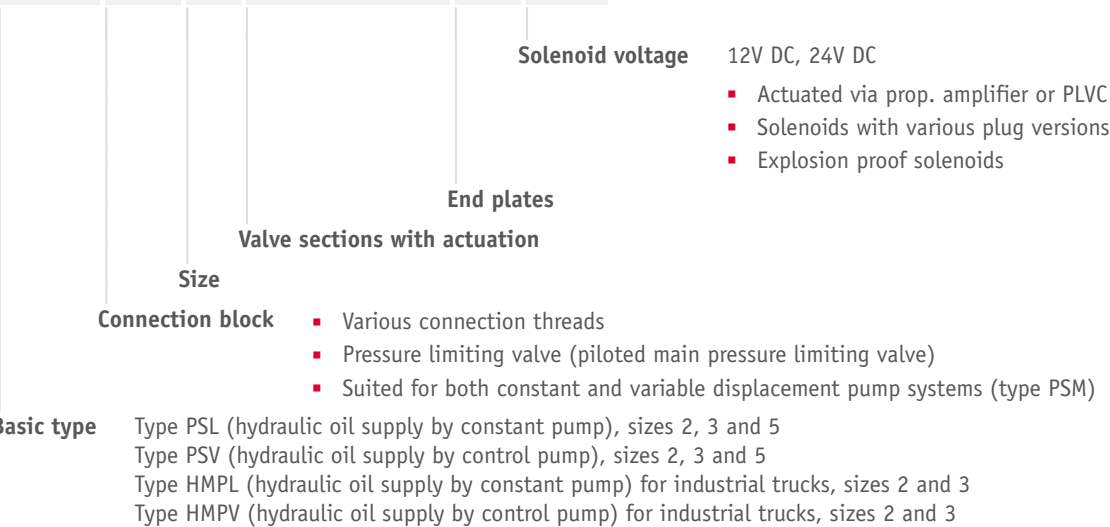 Solenoid voltage 12V DC, 24V DC
▪ Actuated via prop. amplifier or PLVC
▪ Solenoids with various plug versions
▪ Explosion proof solenoids
End plates
Valve sections with actuation
Size
Connection block ▪ Various connection threads
▪ Pressure limiting valve (piloted main pressure limiting valve)
▪ Suited for both constant and variable displacement pump systems (type PSM)
Basic type Type PSL (hydraulic oil supply by constant pump), sizes 2, 3 and 5
Type PSV (hydraulic oil supply by control pump), sizes 2, 3 and 5
Type HMPL (hydraulic oil supply by constant pump) for industrial trucks, sizes 2 and 3
Type HMPV (hydraulic oil supply by control pump) for industrial trucks, sizes 2 and 3